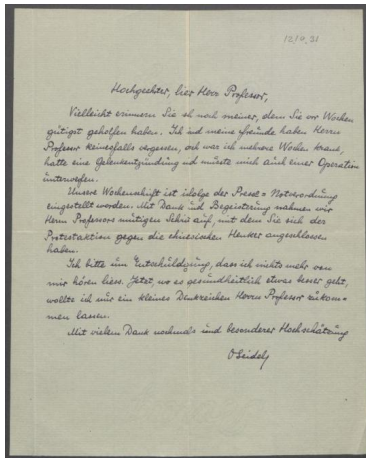 12/9.31
Hochgeehrter, lieber Herr Professor,
Vielleicht erinnern Sie sich noch meiner, dem Sie vor Wochen
gütigst geholfen haben. Ich und meine Freunde haben Herrn
Professor keinesfalls vergessen, doch war ich mehrere Wochen krank,
hatte eine Gelenkentzündung und müsste mich auch einer Operation
unterwerfen.
Unsere Wochenschrift ist infolge der Presse-Notverordnung
eingestellt worden. Mit Dank und Begeisterung nahmen wir
Herrn Professors mütigen Schritt auf, mit dem Sie sich der
Protestaktion gegen die chinesischen Henker angeschlossen
haben.
Ich bitte um Entschüldigung, dass ich nichts mehr von
mir hören liess. Jetzt, wo es gesundheitlich etwas besser geht,
wollte ich nur ein kleines Denkzeichen Herrn Professor zukom-
men lassen.
Mit vielem Dank nochmals und besonderer Hochschätzung
O Seidel